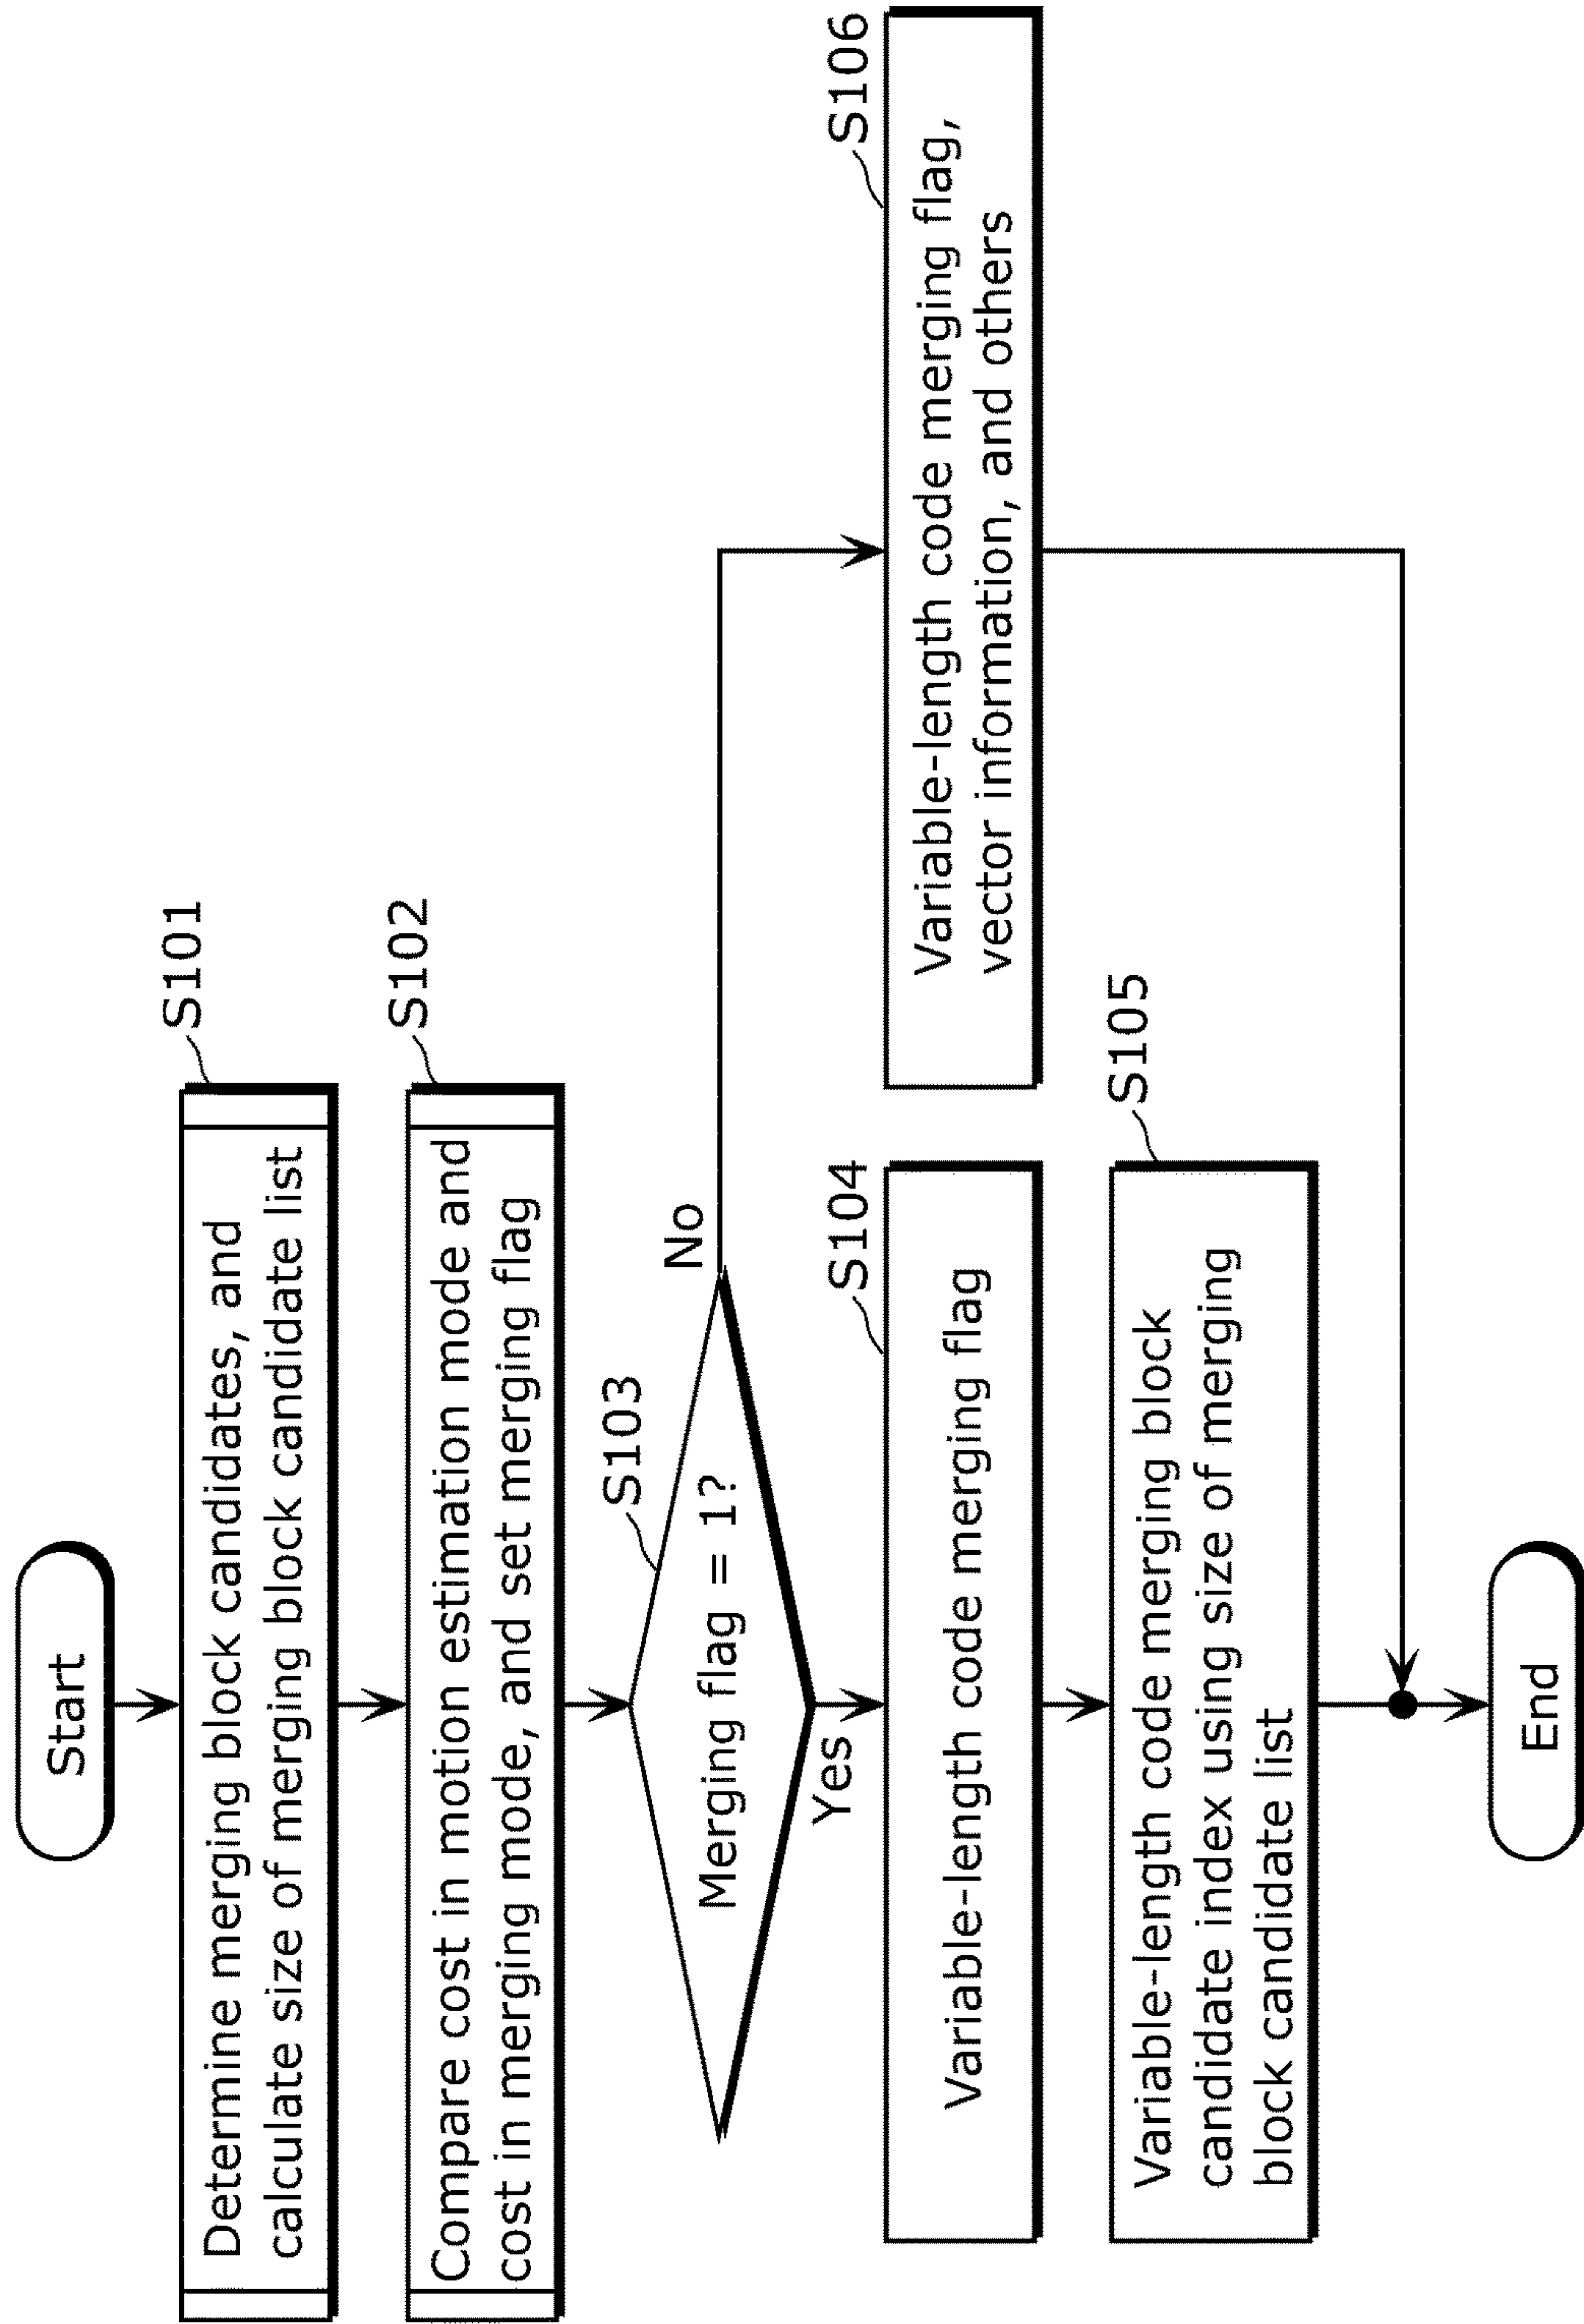 Start
S101
Determine merging block candidates, and
calculate size of merging block candidate list
S102
Compare cost in motion estimation mode and
cost in merging mode, and set merging flag
S103
Merging flag = 1?
No
Yes
S104
Variable-length code merging flag
S106
Variable-length code merging flag,
vector information, and others
S105
Variable-length code merging block
candidate index using size of merging
block candidate list
End